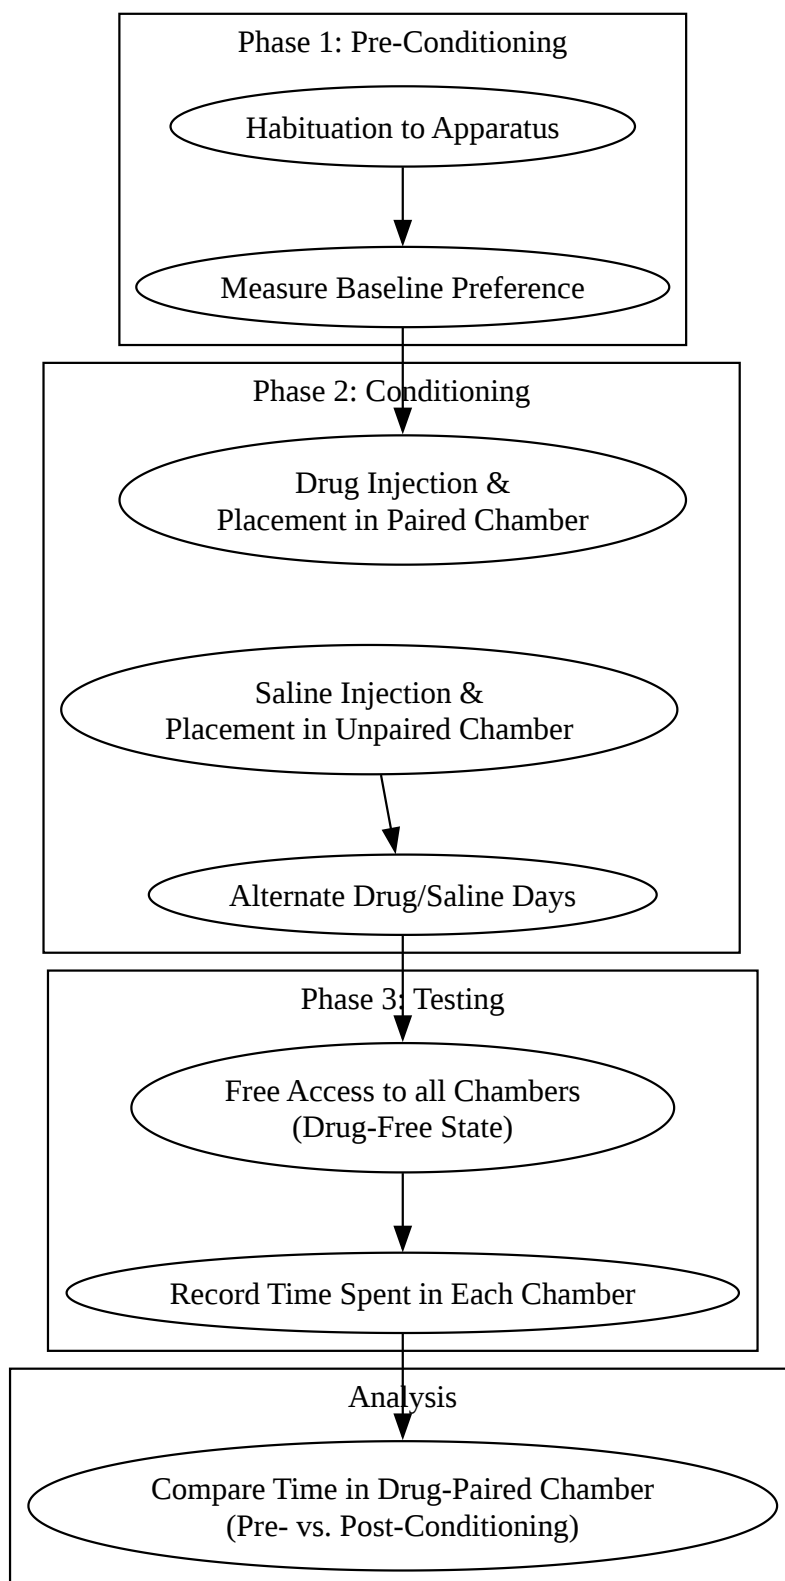 Phase 1: Pre-Conditioning
Habituation to Apparatus
Measure Baseline Preference
Phase 2: Conditioning
Drug Injection &
Placement in Paired Chamber
Saline Injection &
Placement in Unpaired Chamber
Alternate Drug/Saline Days
Phase 3: Testing
Free Access to all Chambers
(Drug-Free State)
Record Time Spent in Each Chamber
Analysis
Compare Time in Drug-Paired Chamber
(Pre- vs. Post-Conditioning)